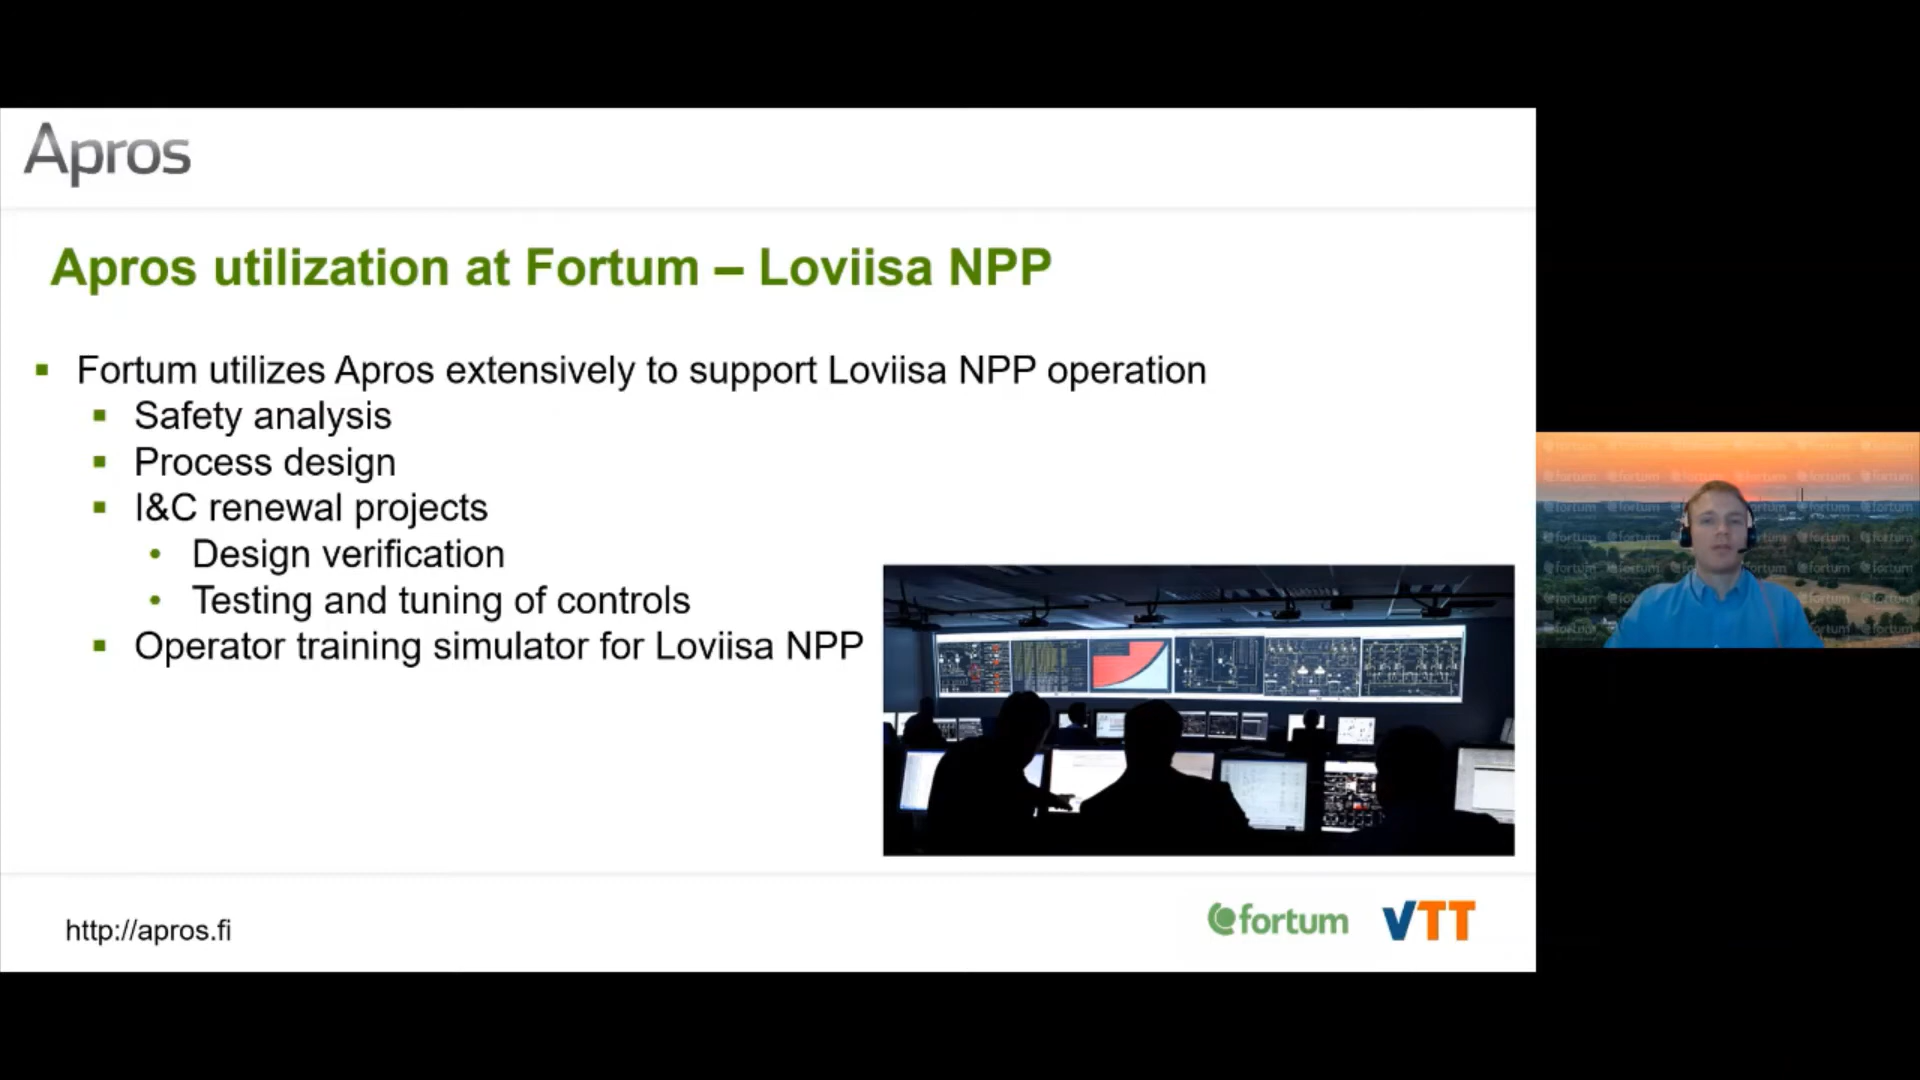 Apros
Apros utilization at Fortum – Loviisa NPP
Fortum utilizes Apros extensively to support Loviisa NPP operation
Safety analysis
Process design
I&C renewal projects
Design verification
Testing and tuning of controls
Operator training simulator for Loviisa NPP
http://apros.fi
fortum
VTT
fortum